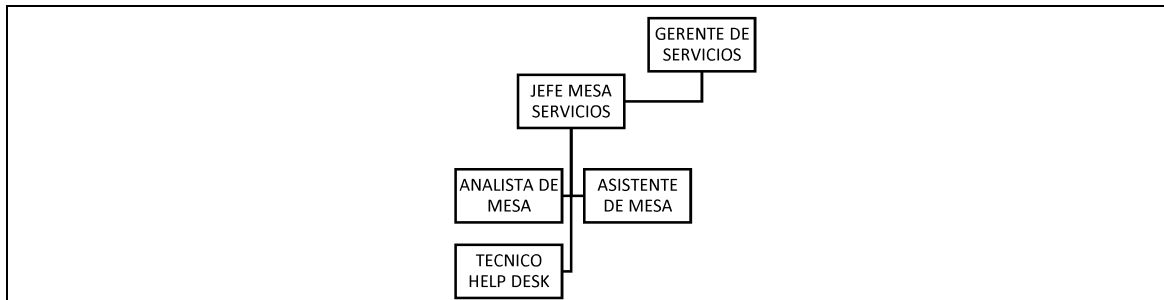 GERENTE DE
SERVICIOS
JEFE MESA
SERVICIOS
ANALISTA DE
MESA
ASISTENTE
DE MESA
TECNICO
HELP DESK